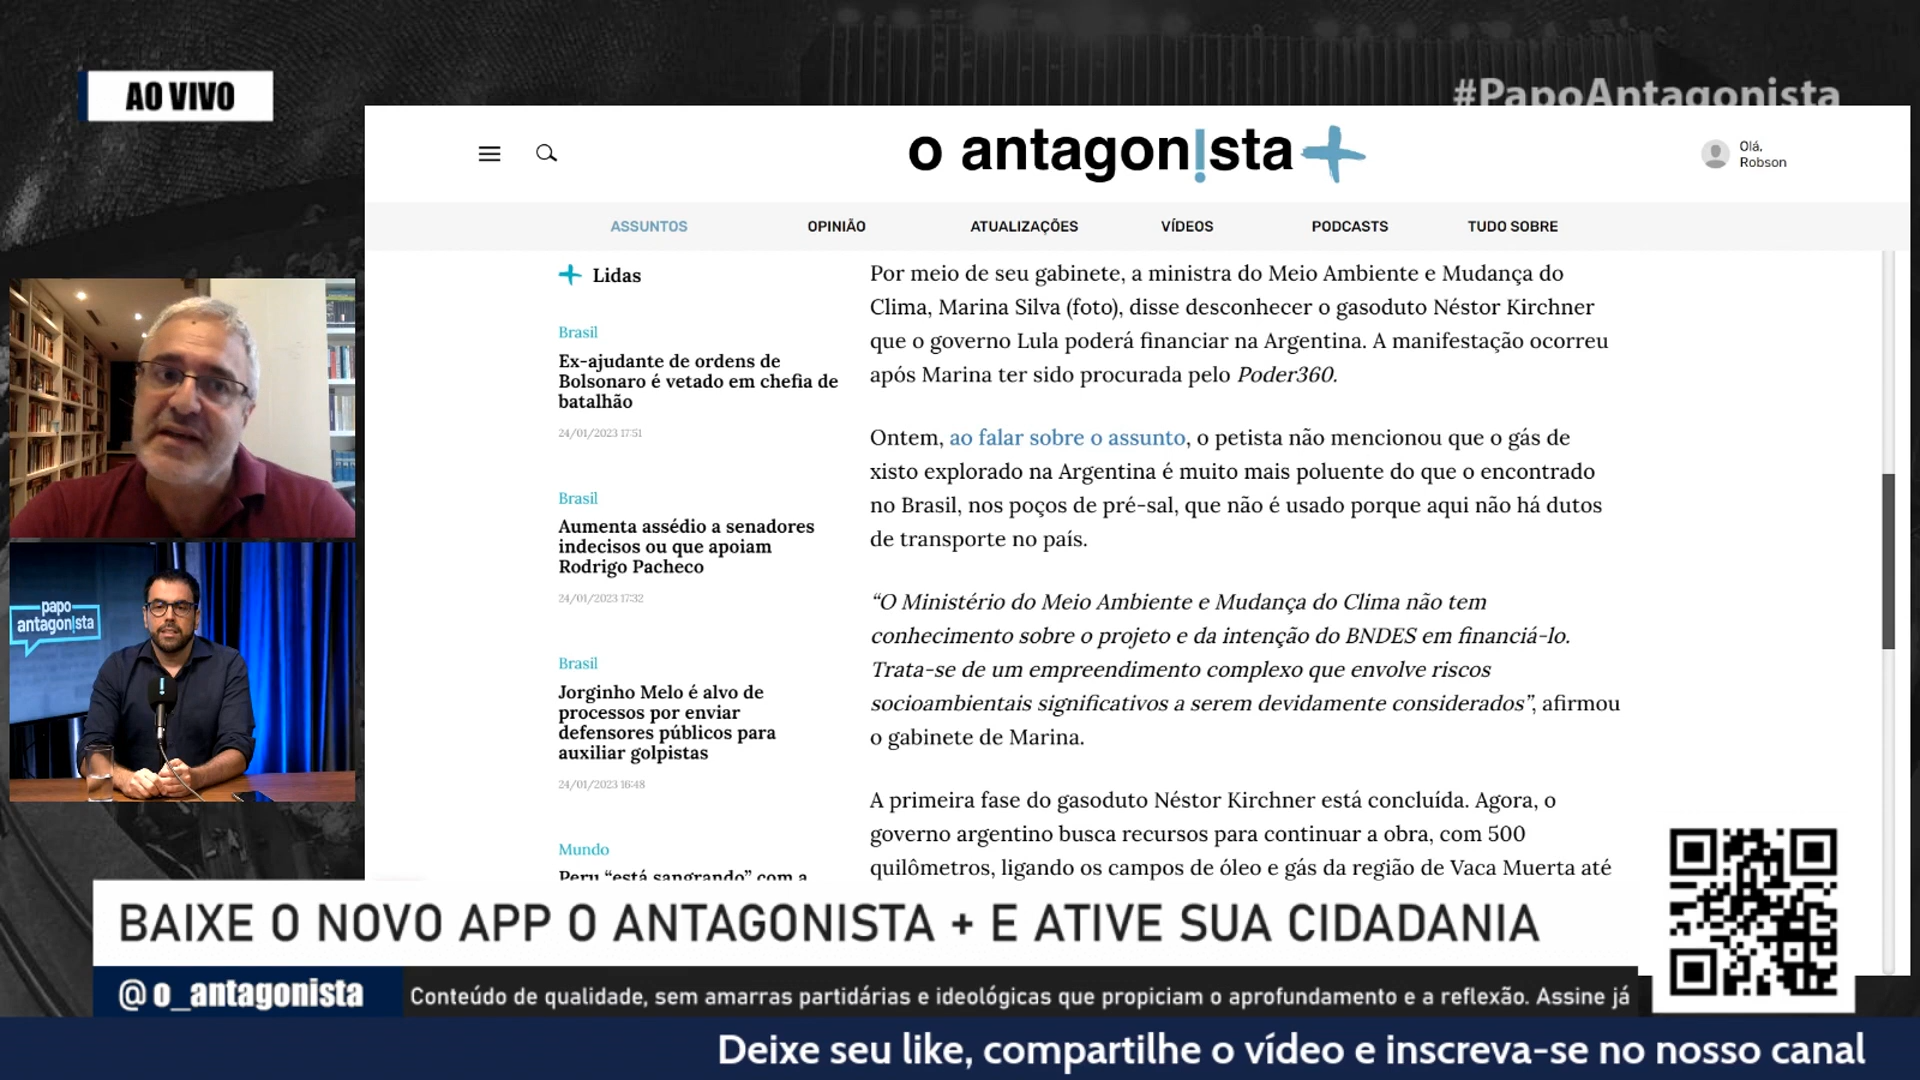 AO VIVO
#PapoAntagonista
o antagon!sta+
Olá,
Robson
ASSUNTOS
OPINIÃO
ATUALIZAÇÕES
VÍDEOS
PODCASTS
TUDO SOBRE
+ Lidas
Brasil
Ex-ajudante de ordens de
Bolsonaro é vetado em chefia de
batalhão
24/01/2023 17:51
Brasil
Aumenta assédio a senadores
indecisos ou que apoiam
Rodrigo Pacheco
24/01/2023 17:32
Brasil
Jorginho Melo é alvo de
processos por enviar
defensores públicos para
auxiliar golpistas
24/01/2023 16:48
Mundo
Peru “está sangrando” com a
Por meio de seu gabinete, a ministra do Meio Ambiente e Mudança do
Clima, Marina Silva (foto), disse desconhecer o gasoduto Néstor Kirchner
que o governo Lula poderá financiar na Argentina. A manifestação ocorreu
após Marina ter sido procurada pelo Poder360.
Ontem, ao falar sobre o assunto, o petista não mencionou que o gás de
xisto explorado na Argentina é muito mais poluente do que o encontrado
no Brasil, nos poços de pré-sal, que não é usado porque aqui não há dutos
de transporte no país.
“O Ministério do Meio Ambiente e Mudança do Clima não tem
conhecimento sobre o projeto e da intenção do BNDES em financiá-lo.
Trata-se de um empreendimento complexo que envolve riscos
socioambientais significativos a serem devidamente considerados”, afirmou
o gabinete de Marina.
A primeira fase do gasoduto Néstor Kirchner está concluída. Agora, o
governo argentino busca recursos para continuar a obra, com 500
quilômetros, ligando os campos de óleo e gás da região de Vaca Muerta até
papo
antagon!sta
!
BAIXE O NOVO APP O ANTAGONISTA + E ATIVE SUA CIDADANIA
@o_antagonista
Conteúdo de qualidade, sem amarras partidárias e ideológicas que propiciam o aprofundamento e a reflexão. Assine já
Deixe seu like, compartilhe o vídeo e inscreva-se no nosso canal